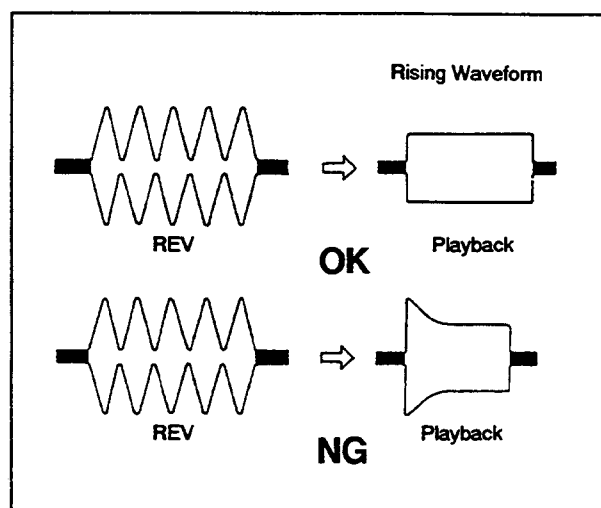 Rising Waveform
REV
OK
Playback
REV
NG
Playback